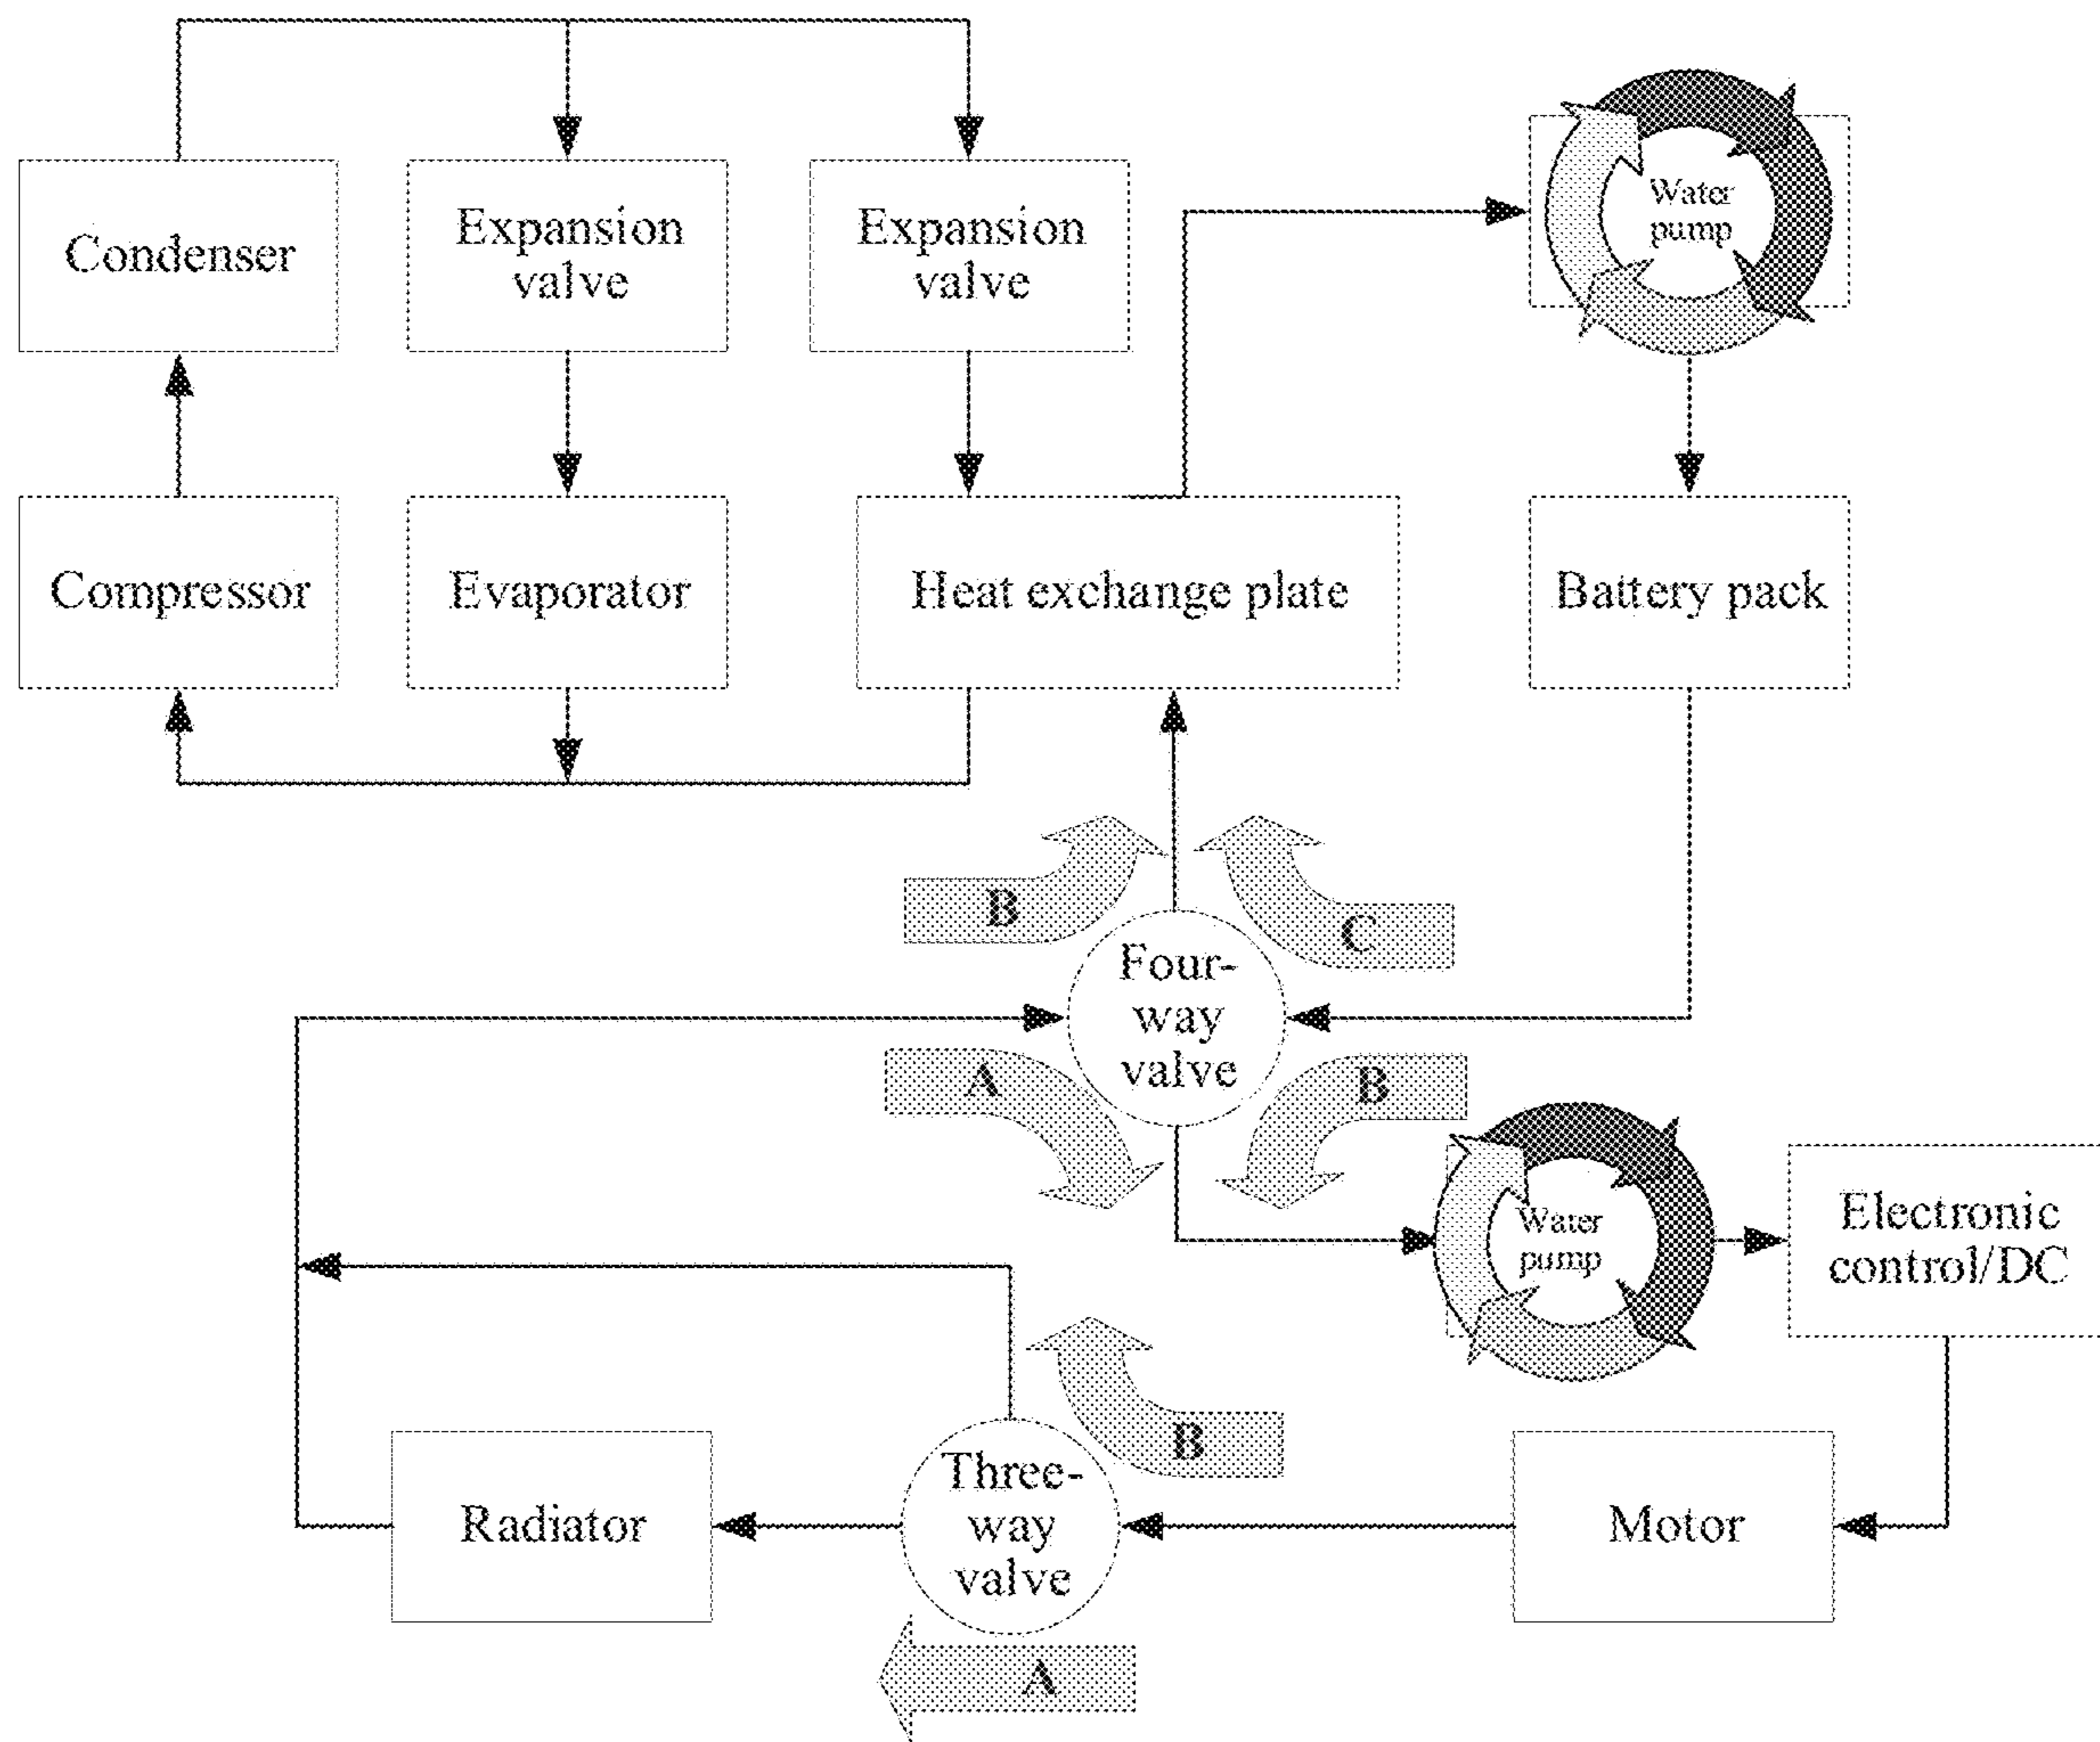 Condenser
Expansion
valve
Expansion
valve
Water
pump
Compressor
Evaporator
Heat exchange plate
Battery pack
B
C
Four-
way
valve
A
B
Water
pump
Electronic
control/DC
B
Radiator
Three-
way
valve
Motor
A